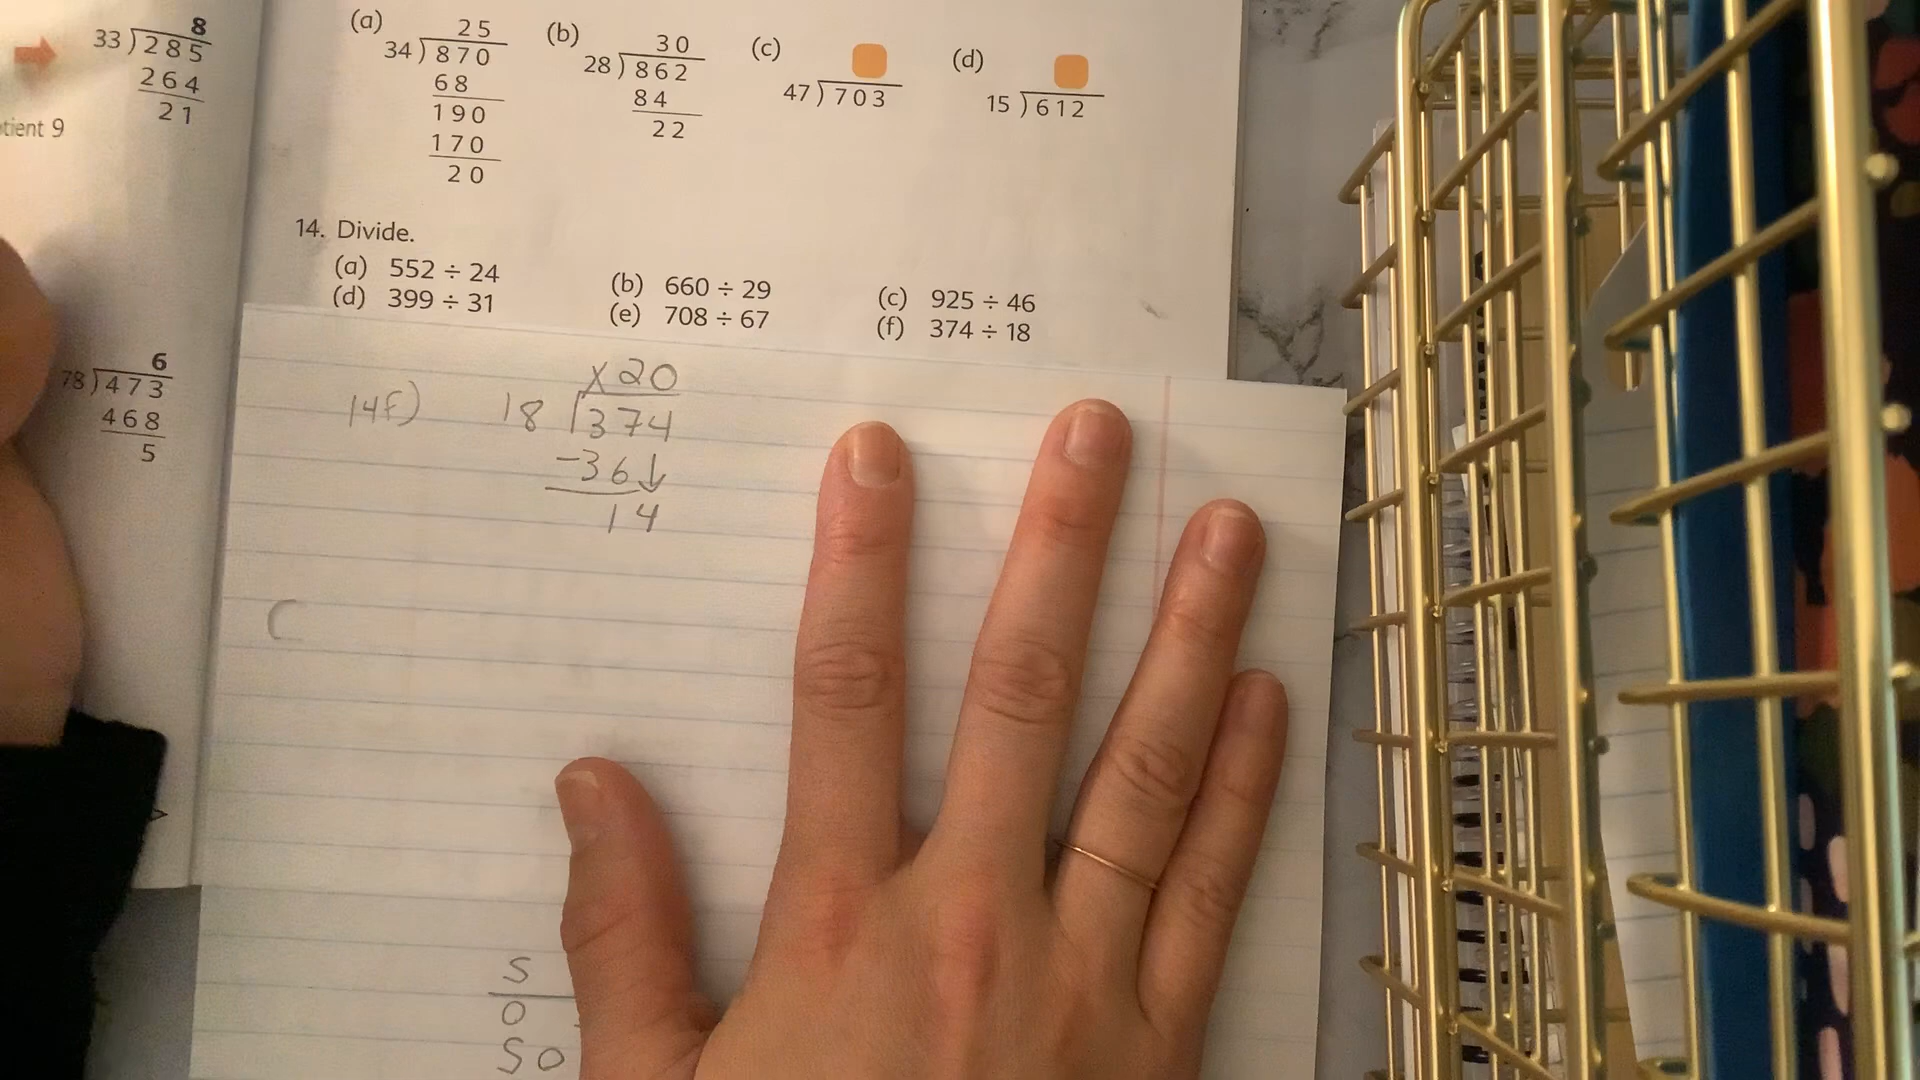 8
33)285
264
21
tient 9
6
78)473
468
5
(a) 25
34)870
68
190
170
20
(b) 30
28)862
84
22
(c)
47)703
(d)
15)612
14. Divide.
(a) 552 ÷ 24 (b) 660 ÷ 29 (c) 925 ÷ 46
(d) 399 ÷ 31 (e) 708 ÷ 67 (f) 374 ÷ 18
x20
14f) 18)374
-36↓
14
(
S
0
50